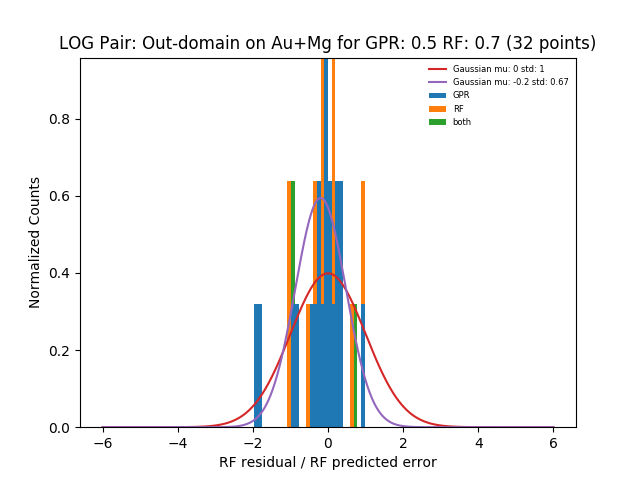 LOG Pair: Out-domain on Au+Mg for GPR: 0.5 RF: 0.7 (32 points)
Gaussian mu: 0 std: 1
Gaussian mu: -0.2 std: 0.67
GPR
RF
both
Normalized Counts
0.8
0.6
0.4
0.2
0.0
−6 −4 −2 0 2 4 6
RF residual / RF predicted error